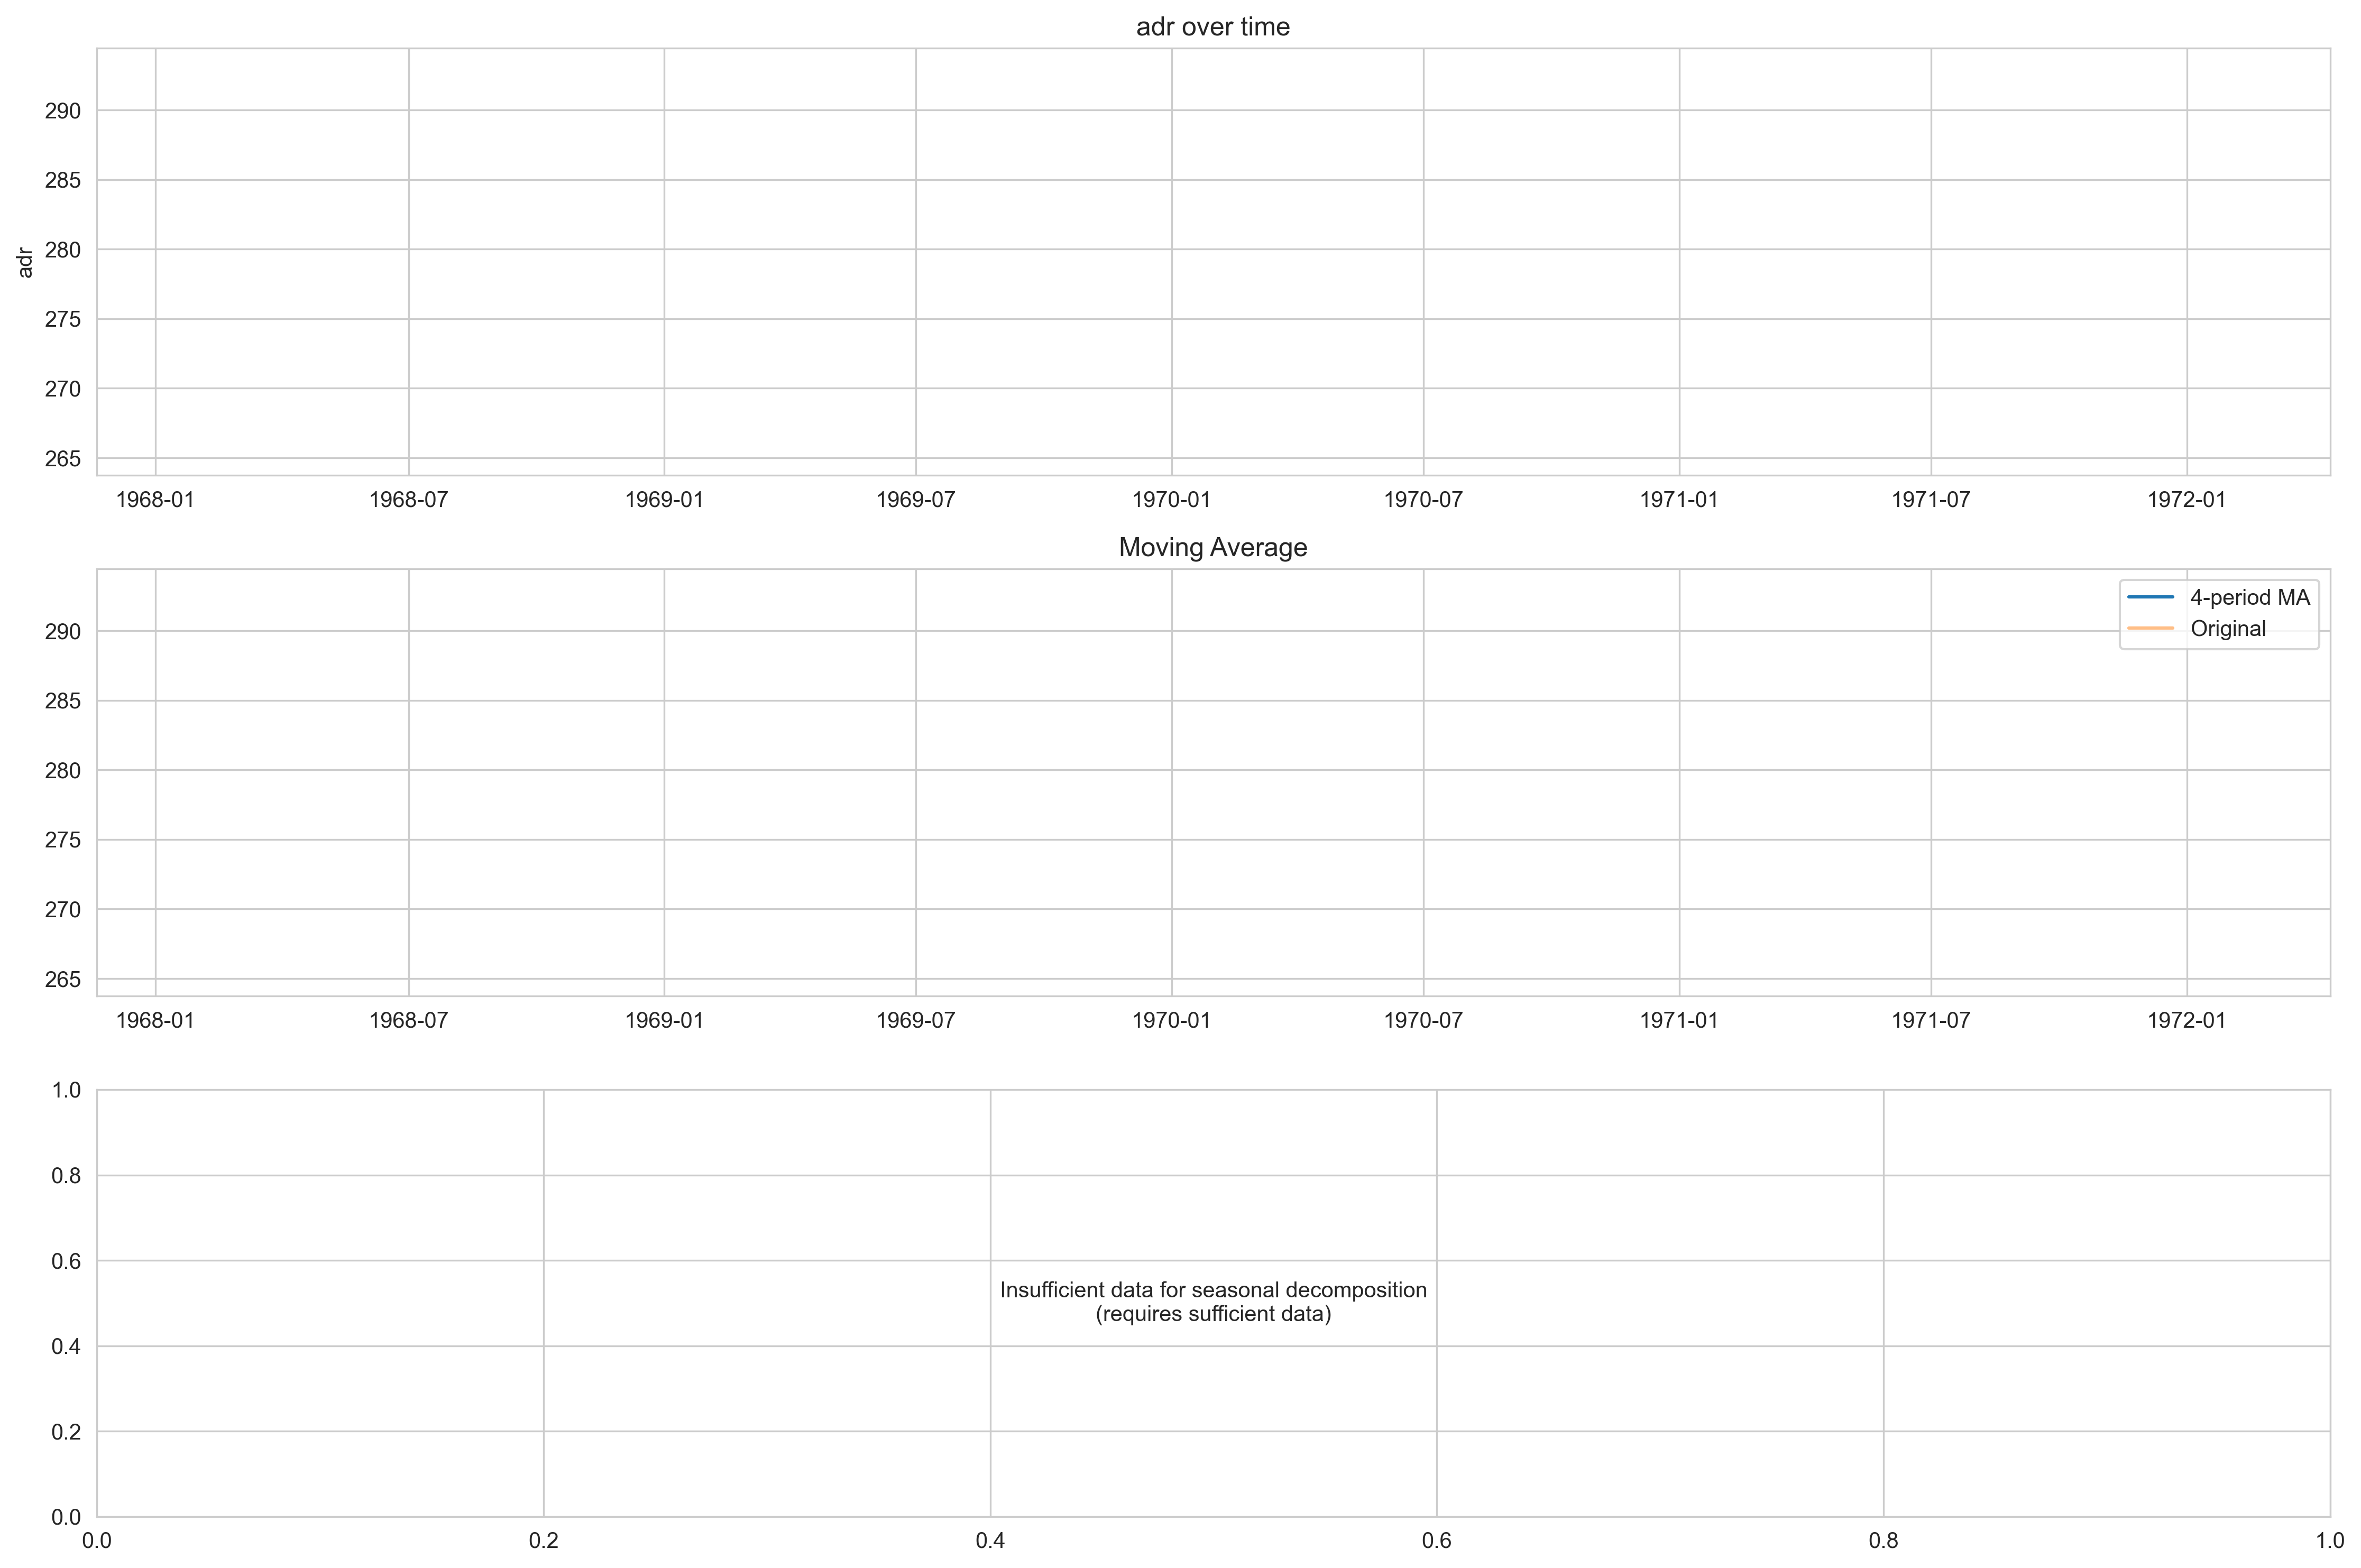 adr over time
290
285
280
275
270
265
adr
1968-01 1968-07 1969-01 1969-07 1970-01 1970-07 1971-01 1971-07 1972-01
Moving Average
4-period MA
Original
290
285
280
275
270
265
1968-01 1968-07 1969-01 1969-07 1970-01 1970-07 1971-01 1971-07 1972-01
1.0
0.8
0.6
0.4
0.2
0.0
Insufficient data for seasonal decomposition
(requires sufficient data)
0.0 0.2 0.4 0.6 0.8 1.0